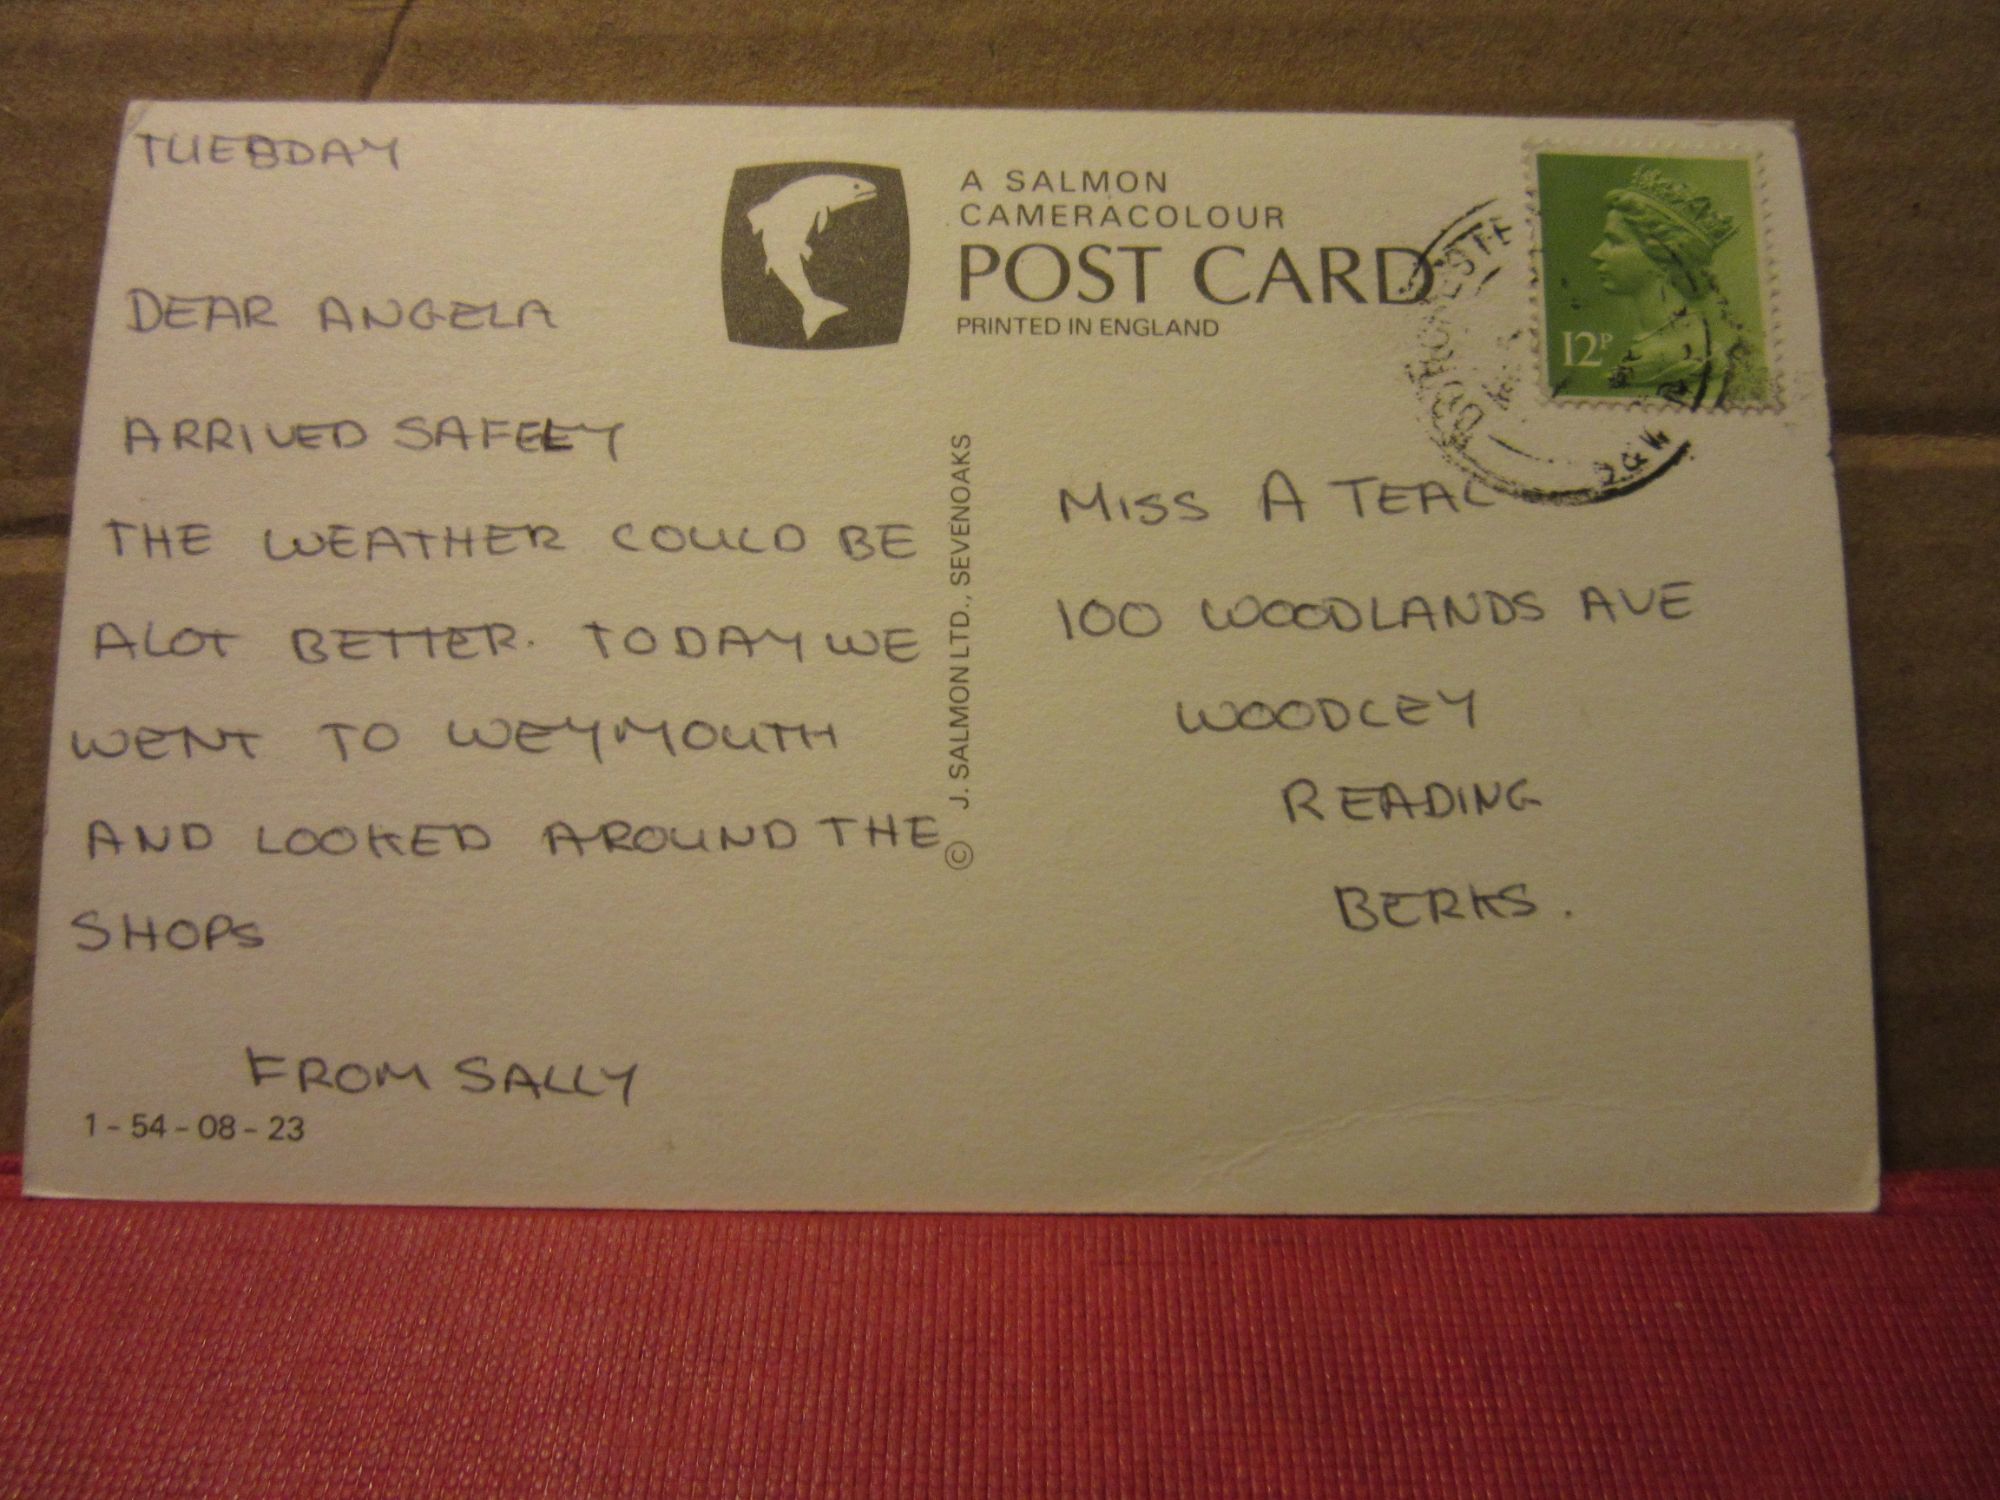 TUESDAY
DEAR ANGELA
ARRIVED SAFELY
THE WEATHER COULD BE
ALOT BETTER. TODAY WE
WENT TO WEYMOUTH
AND LOOKED AROUND THE
SHOPS
FROM SALLY
1-54-08-23
A SALMON
CAMERACOLOUR
POST CARD
PRINTED IN ENGLAND
© J. SALMON LTD., SEVENOAKS
12P
MISS A TEAL
100 WOODLANDS AVE
WOODLEY
READING
BERKS.